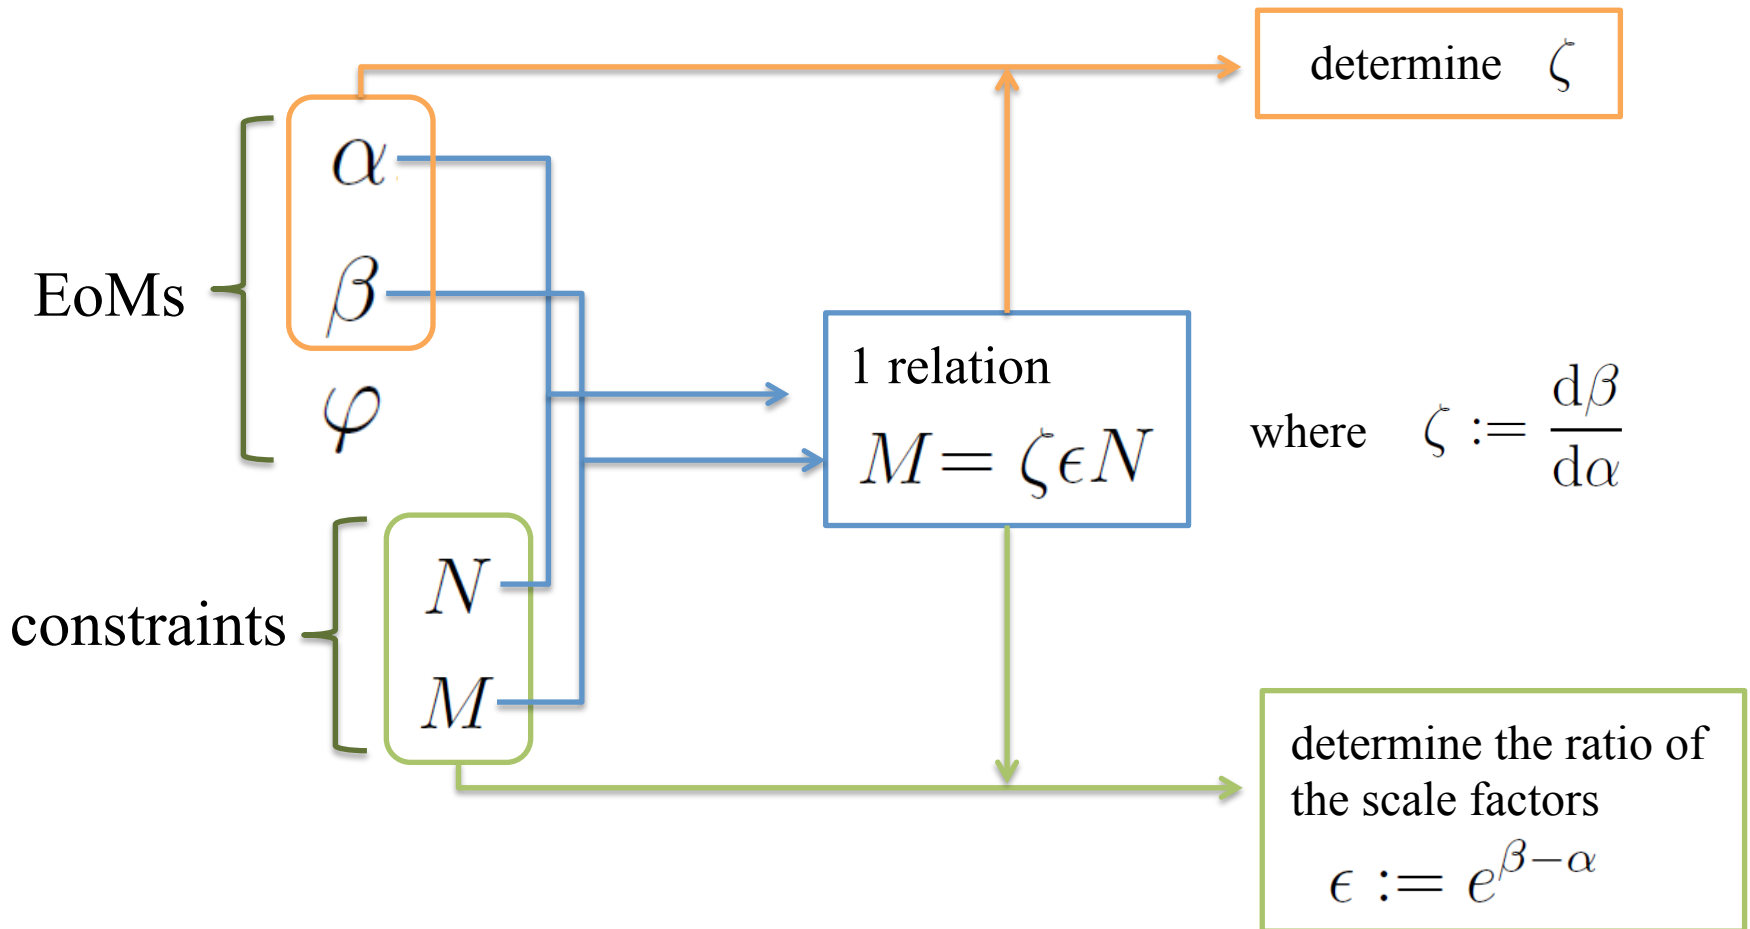 determine ζ
EoMs
α
β
φ
1 relation
M = ζϵN
where ζ := dβ/dα
constraints
N
M
determine the ratio of
the scale factors
ϵ := e^{β−α}